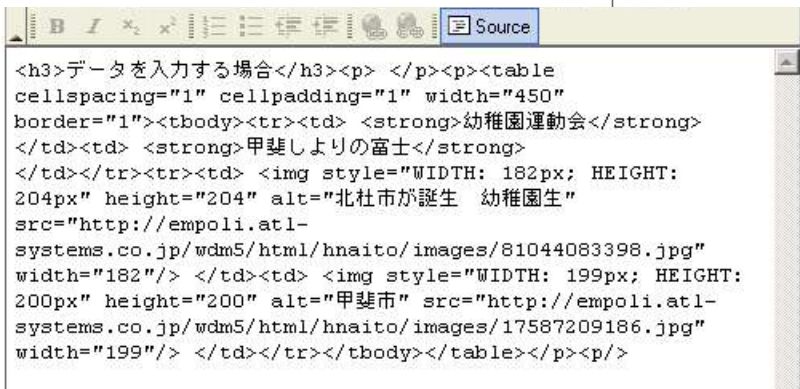 B I ×₂ ×² Source
<h3>データを入力する場合</h3><p> </p><p><table
cellspacing="1" cellpadding="1" width="450"
border="1"><tbody><tr><td> <strong>幼稚園運動会</strong>
</td><td> <strong>甲斐しよりの富士</strong>
</td></tr><tr><td> <img style="WIDTH: 182px; HEIGHT:
204px" height="204" alt="北杜市が誕生　幼稚園生"
src="http://empoli.atl-
systems.co.jp/wdm5/html/hnaito/images/81044083398.jpg"
width="182"/> </td><td> <img style="WIDTH: 199px; HEIGHT:
200px" height="200" alt="甲斐市" src="http://empoli.atl-
systems.co.jp/wdm5/html/hnaito/images/17587209186.jpg"
width="199"/> </td></tr></tbody></table></p><p/>